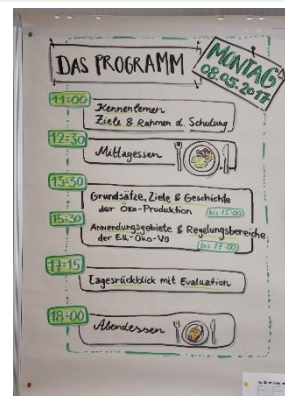 DAS PROGRAMM
MONTAG
08.05.2017
11:00
Kennenlernen
Ziele & Rahmen d. Schulung
12:30
Mittagessen
13:30
Grundsätze, Ziele & Geschichte
der Öko-Produktion
bis 15:00
15:30
Anwendungsgebiete & Regelungsbereiche
der EU-Öko-VO
bis 17:00
17:15
Tagesrückblick mit Evaluation
18:00
Abendessen